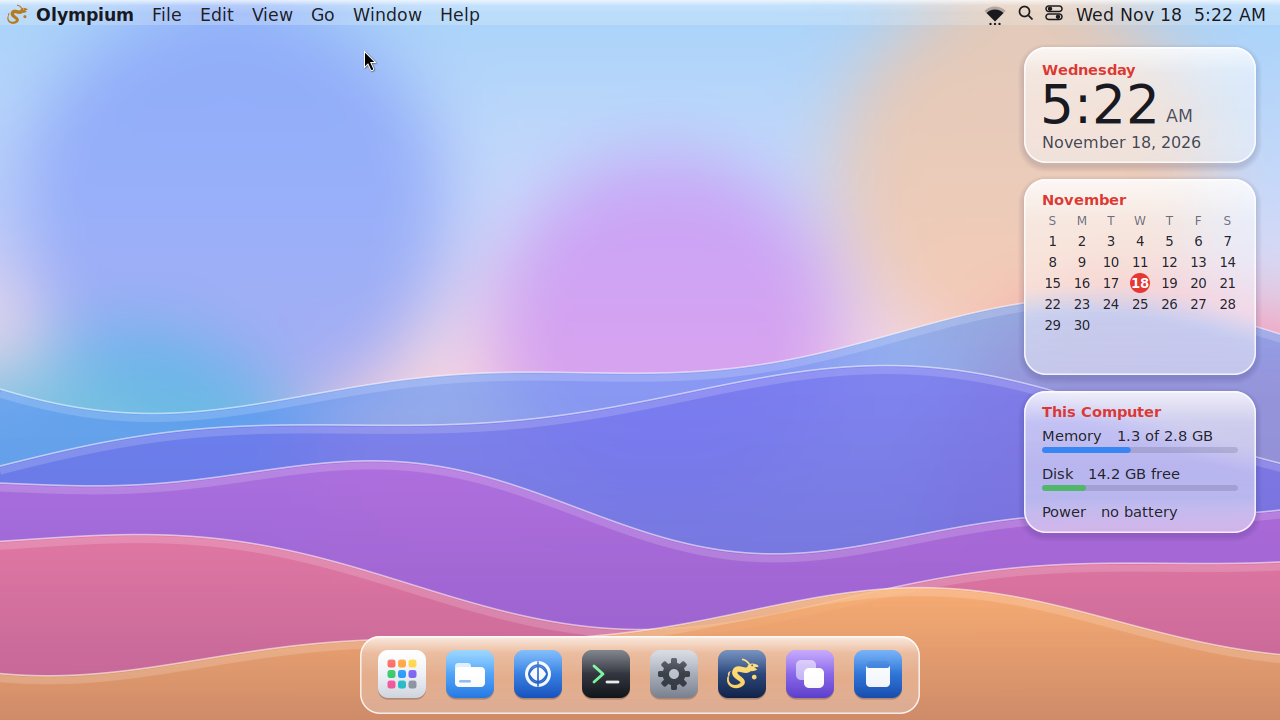 Olympium File Edit View Go Window Help Wed Nov 18 5:22 AM
Wednesday
5:22 AM
November 18, 2026
November
S M T W T F S
1 2 3 4 5 6 7
8 9 10 11 12 13 14
15 16 17 18 19 20 21
22 23 24 25 26 27 28
29 30
This Computer
Memory 1.3 of 2.8 GB
Disk 14.2 GB free
Power no battery